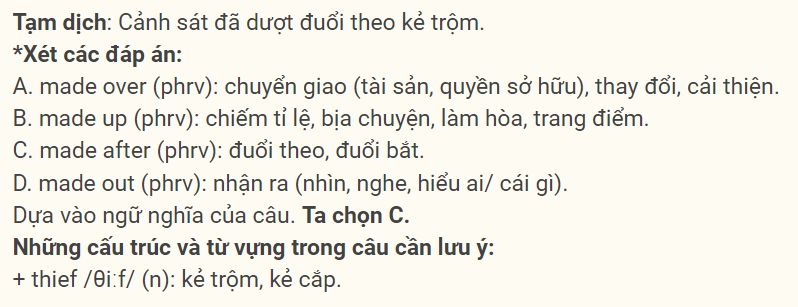 Tạm dịch: Cảnh sát đã dượt đuổi theo kẻ trộm.
*Xét các đáp án:
A. made over (phrv): chuyển giao (tài sản, quyền sở hữu), thay đổi, cải thiện.
B. made up (phrv): chiếm tỉ lệ, bịa chuyện, làm hòa, trang điểm.
C. made after (phrv): đuổi theo, đuổi bắt.
D. made out (phrv): nhận ra (nhìn, nghe, hiểu ai/ cái gì).
Dựa vào ngữ nghĩa của câu. Ta chọn C.
Những cấu trúc và từ vựng trong câu cần lưu ý:
+ thief /θiːf/ (n): kẻ trộm, kẻ cắp.